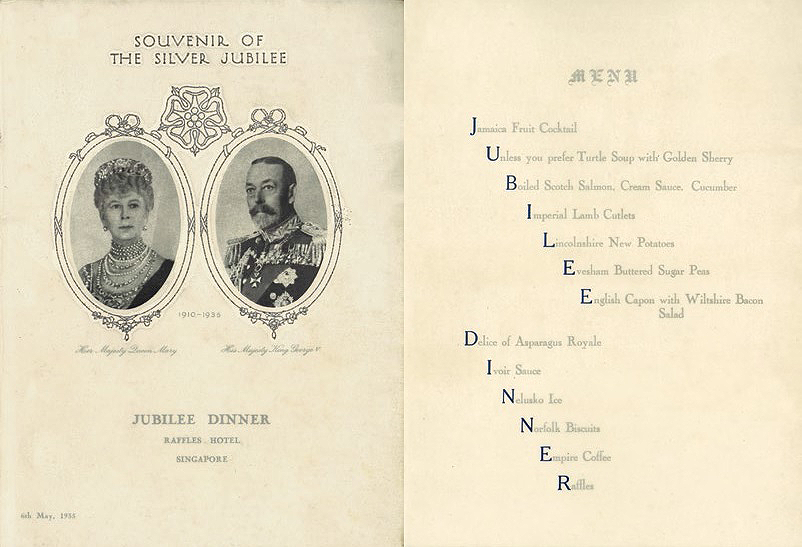 SOUVENIR OF
THE SILVER JUBILEE
1910-1935
Her Majesty Queen Mary
His Majesty King George V
JUBILEE DINNER
RAFFLES HOTEL
SINGAPORE
6th May, 1935
MENU
Jamaica Fruit Cocktail
Unless you prefer Turtle Soup with Golden Sherry
Boiled Scotch Salmon, Cream Sauce, Cucumber
Imperial Lamb Cutlets
Lincolnshire New Potatoes
Evesham Buttered Sugar Peas
English Capon with Wiltshire Bacon
Salad
Delice of Asparagus Royale
Ivoir Sauce
Nelusko Ice
Norfolk Biscuits
Empire Coffee
Raffles